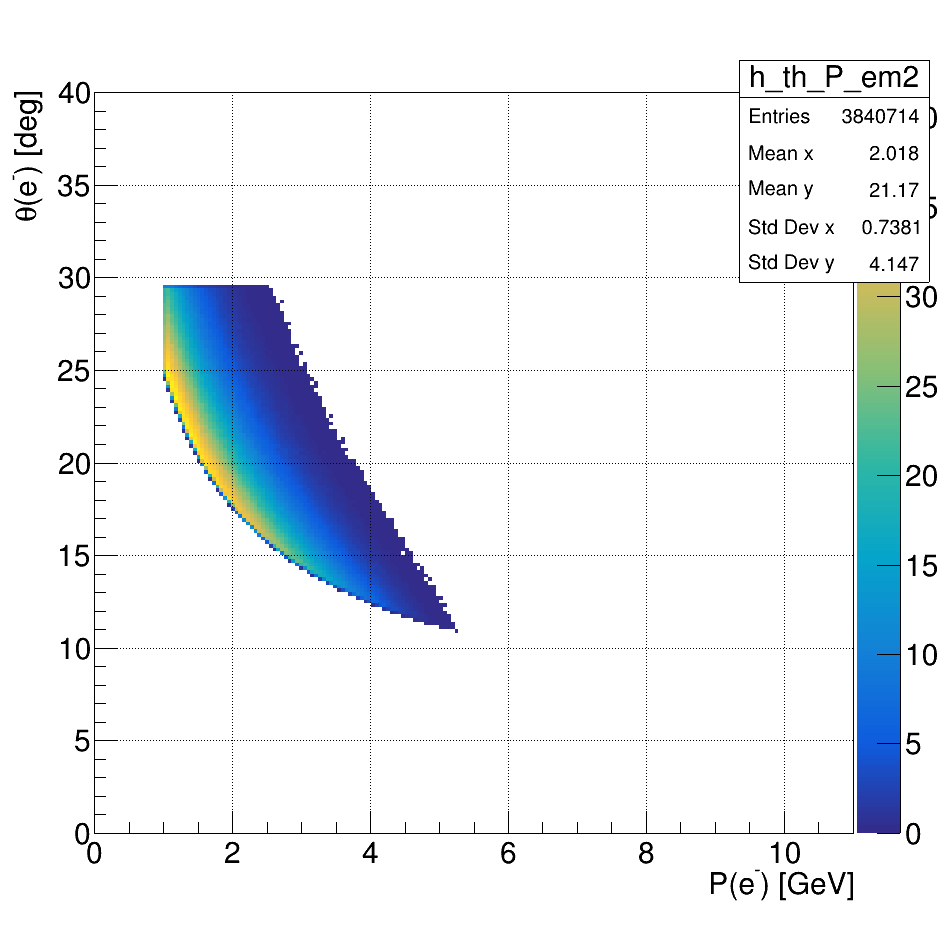 h_th_P_em2
Entries 3840714
Mean x 2.018
Mean y 21.17
Std Dev x 0.7381
Std Dev y 4.147
θ(e⁻) [deg]
40
35
30
25
20
15
10
5
0
0 2 4 6 8 10
P(e⁻) [GeV]
30
25
20
15
10
5
0